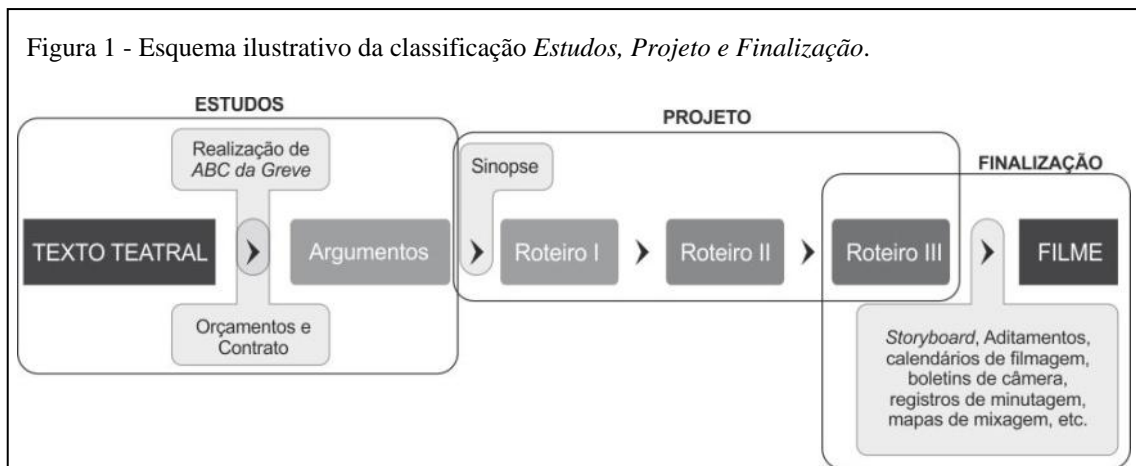 Figura 1 - Esquema ilustrativo da classificação Estudos, Projeto e Finalização.
ESTUDOS
PROJETO
FINALIZAÇÃO
Realização de
ABC da Greve
Sinopse
TEXTO TEATRAL
Argumentos
Roteiro I
Roteiro II
Roteiro III
FILME
Orçamentos e
Contrato
Storyboard, Aditamentos,
calendários de filmagem,
boletins de câmera,
registros de minutagem,
mapas de mixagem, etc.